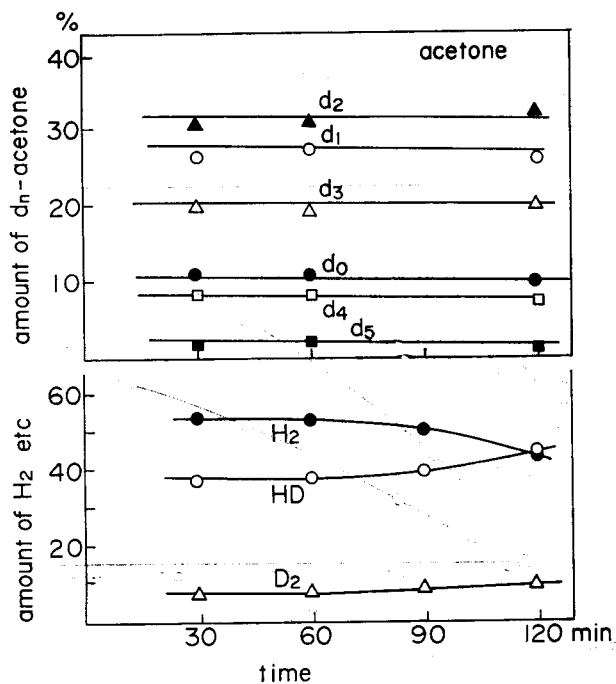 %
acetone
40
d2
30
d1
d3
20
d0
10
d4
d5
amount of dn-acetone
60
H2
40
HD
20
D2
amount of H2 etc
30 60 90 120 min
time